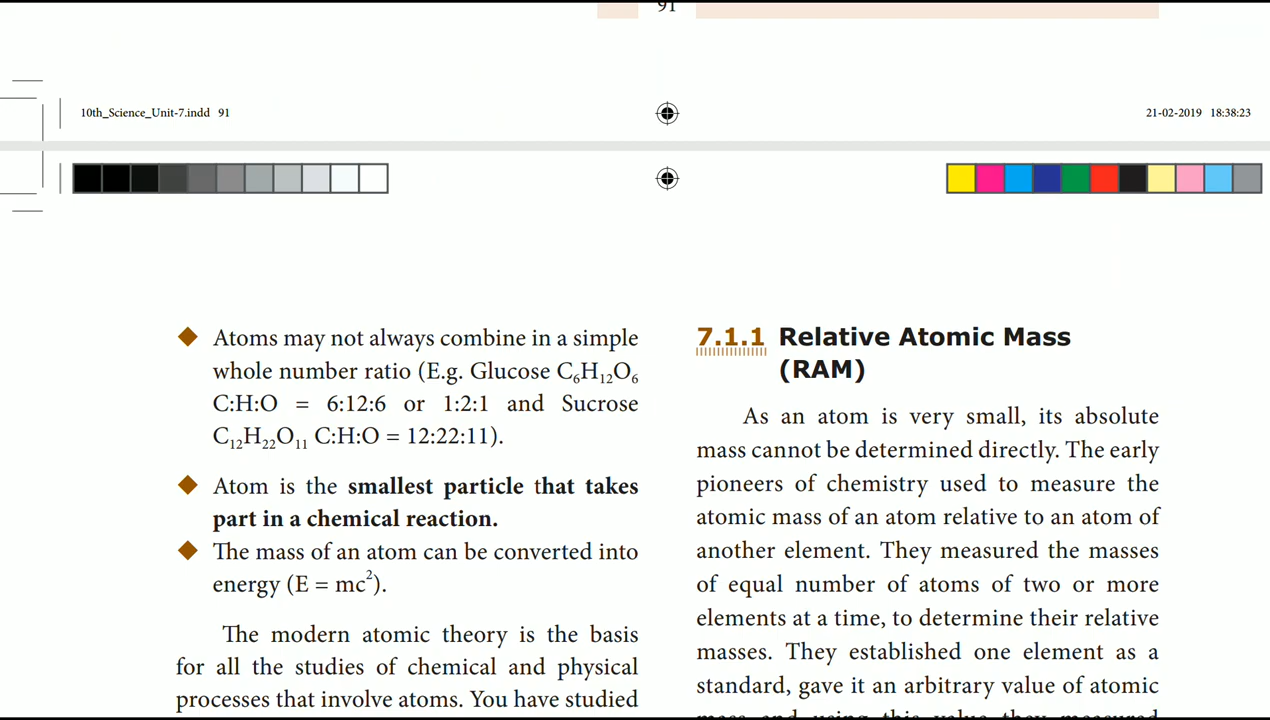 91
10th_Science_Unit-7.indd 91
21-02-2019 18:38:23
◆ Atoms may not always combine in a simple
whole number ratio (E.g. Glucose C₆H₁₂O₆
C:H:O = 6:12:6 or 1:2:1 and Sucrose
C₁₂H₂₂O₁₁ C:H:O = 12:22:11).
◆ Atom is the smallest particle that takes
part in a chemical reaction.
◆ The mass of an atom can be converted into
energy (E = mc²).
The modern atomic theory is the basis
for all the studies of chemical and physical
processes that involve atoms. You have studied
7.1.1 Relative Atomic Mass
(RAM)
As an atom is very small, its absolute
mass cannot be determined directly. The early
pioneers of chemistry used to measure the
atomic mass of an atom relative to an atom of
another element. They measured the masses
of equal number of atoms of two or more
elements at a time, to determine their relative
masses. They established one element as a
standard, gave it an arbitrary value of atomic
mass and using this value they measured